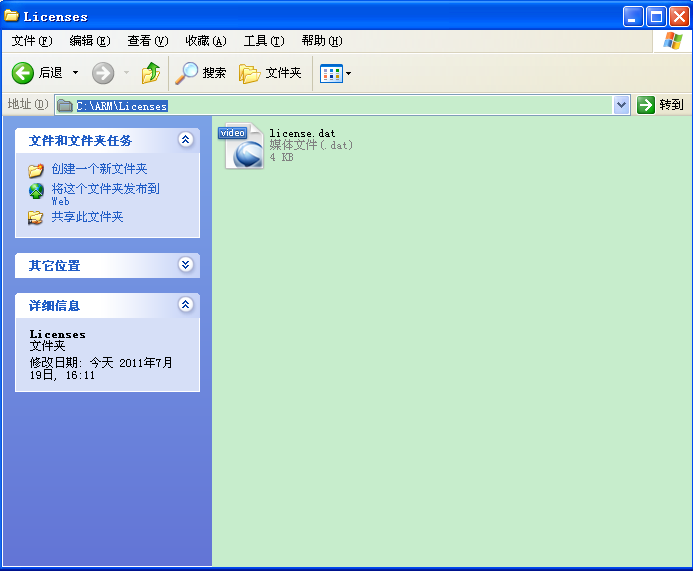 Licenses
文件(F) 编辑(E) 查看(V) 收藏(A) 工具(T) 帮助(H)
后退 搜索 文件夹
地址(D) C:\ARM\Licenses 转到
文件和文件夹任务
创建一个新文件夹
将这个文件夹发布到
Web
共享此文件夹
其它位置
详细信息
Licenses
文件夹
修改日期: 今天 2011年7月
19日, 16:11
video
license.dat
媒体文件(.dat)
4 KB